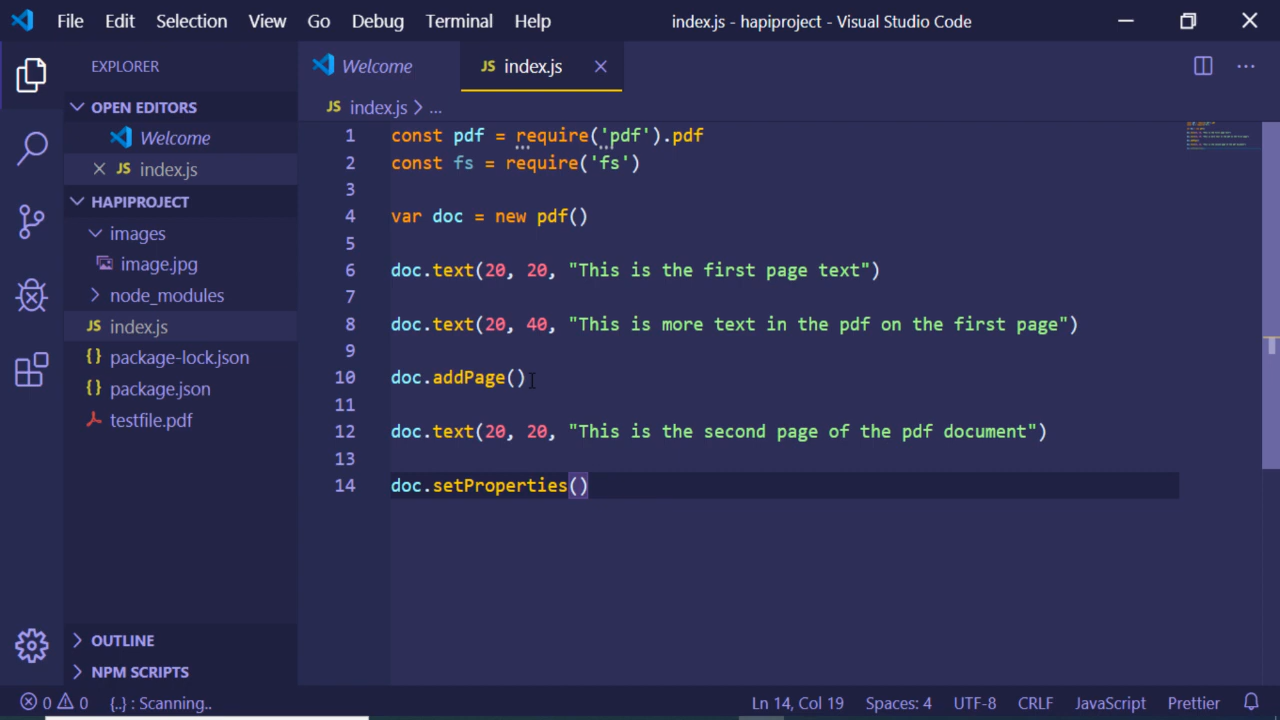 File Edit Selection View Go Debug Terminal Help index.js - hapiproject - Visual Studio Code
EXPLORER
OPEN EDITORS
Welcome
JS index.js
HAPIPROJECT
images
image.jpg
node_modules
JS index.js
{} package-lock.json
{} package.json
testfile.pdf
OUTLINE
NPM SCRIPTS
Welcome JS index.js
JS index.js > ...
1 const pdf = require('pdf').pdf
2 const fs = require('fs')
3
4 var doc = new pdf()
5
6 doc.text(20, 20, "This is the first page text")
7
8 doc.text(20, 40, "This is more text in the pdf on the first page")
9
10 doc.addPage()
11
12 doc.text(20, 20, "This is the second page of the pdf document")
13
14 doc.setProperties()
0 0 {..} : Scanning.. Ln 14, Col 19 Spaces: 4 UTF-8 CRLF JavaScript Prettier